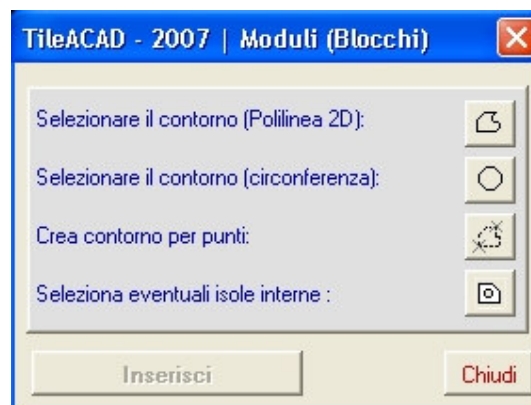 TileACAD - 2007 | Moduli (Blocchi)
Selezionare il contorno (Polilinea 2D):
Selezionare il contorno (circonferenza):
Crea contorno per punti:
Seleziona eventuali isole interne :
Inserisci
Chiudi